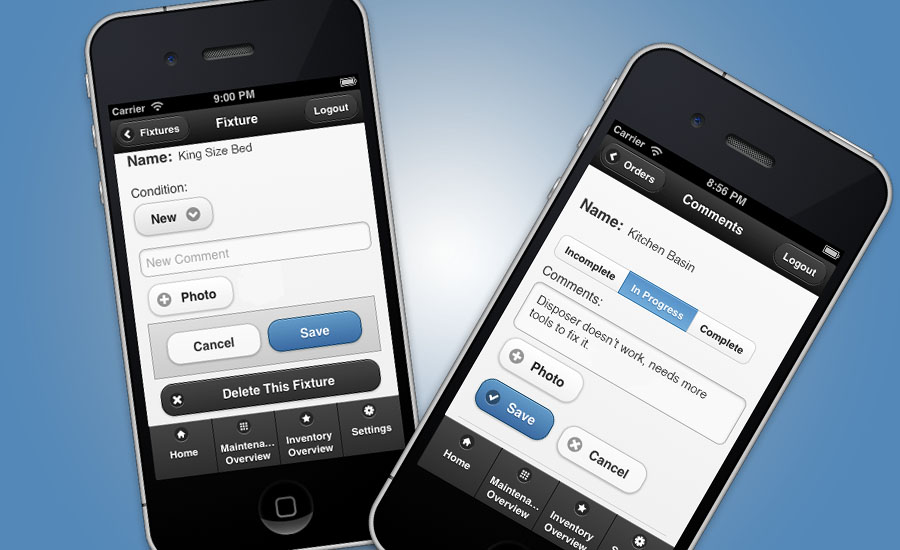 Carrier 9:00 PM
Fixtures Fixture Logout
Name: King Size Bed
Condition:
New
New Comment
Photo
Cancel Save
Delete This Fixture
Home Maintena... Overview Inventory Overview Settings
Carrier 8:56 PM
Orders Comments Logout
Name: Kitchen Basin
Incomplete In Progress Complete
Comments:
Disposer doesn't work, needs more
tools to fix it.
Photo
Save
Cancel
Home Maintena... Overview Inventory Overview